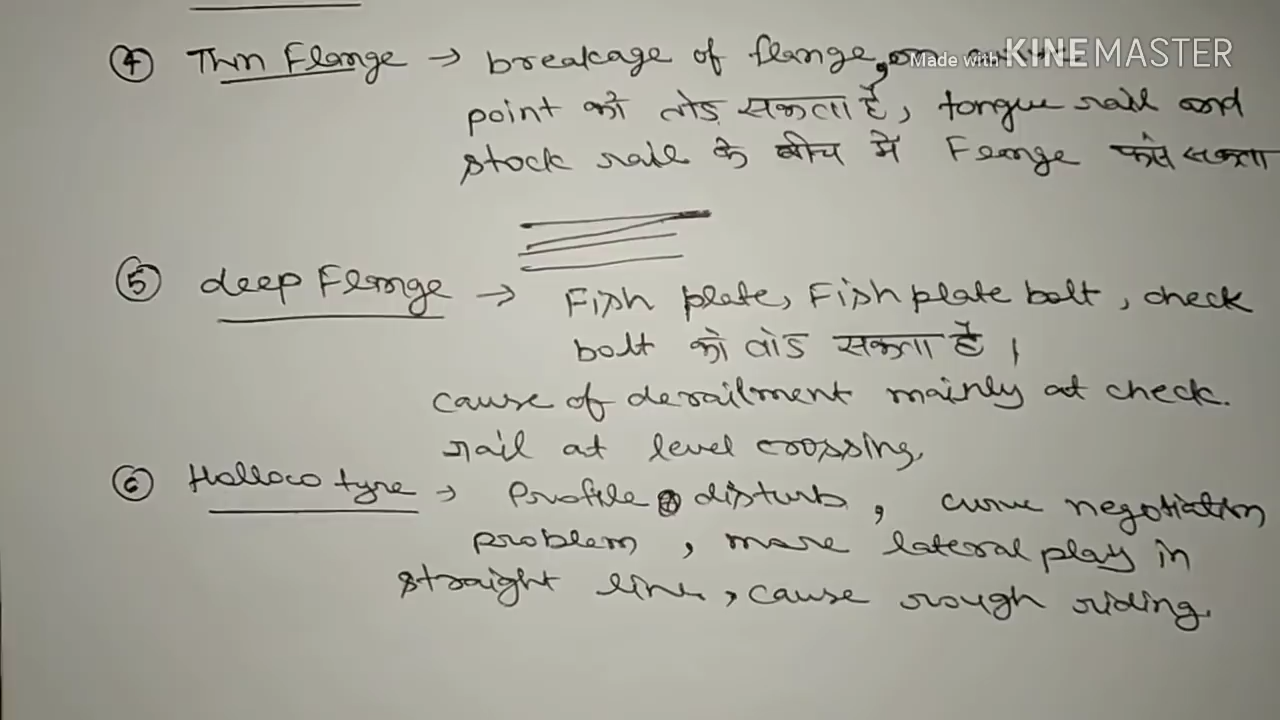 ④ Thin Flange → breakage of flange, on
Made with KINEMASTER
point को तोड़ सकता है, tongue rail and
stock rail के बीच में Flange फंस सकता
⑤ deep Flange → Fish plate, Fish plate bolt, check
bolt को तोड सकता है ।
cause of derailment mainly at check.
rail at level crossing,
⑥ Hollow tyre → Profile disturb, curve negotiation
problem, more lateral play in
straight line, cause rough riding.